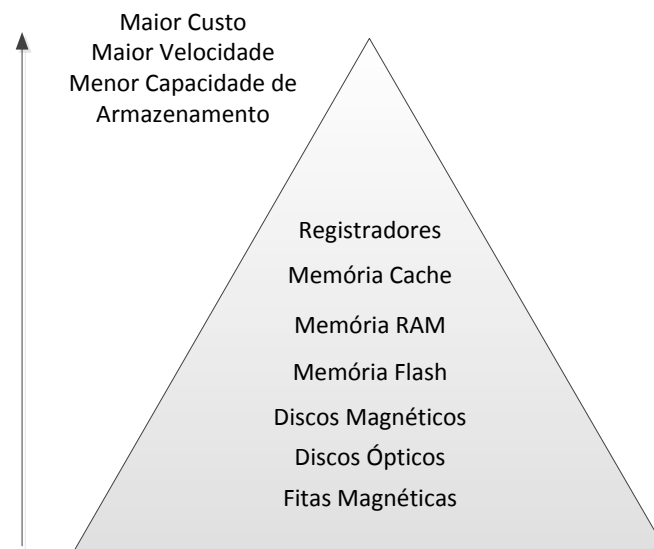 Maior Custo
Maior Velocidade
Menor Capacidade de
Armazenamento
Registradores
Memória Cache
Memória RAM
Memória Flash
Discos Magnéticos
Discos Ópticos
Fitas Magnéticas